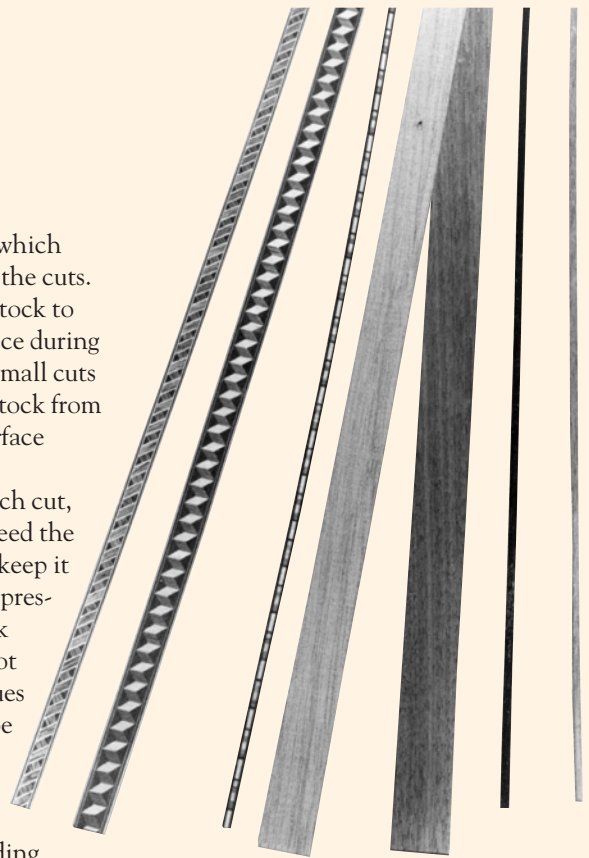 which
the cuts.
tock to
ce during
mall cuts
tock from
rface
ch cut,
eed the
keep it
pres-
k
ot
ues
e
ding